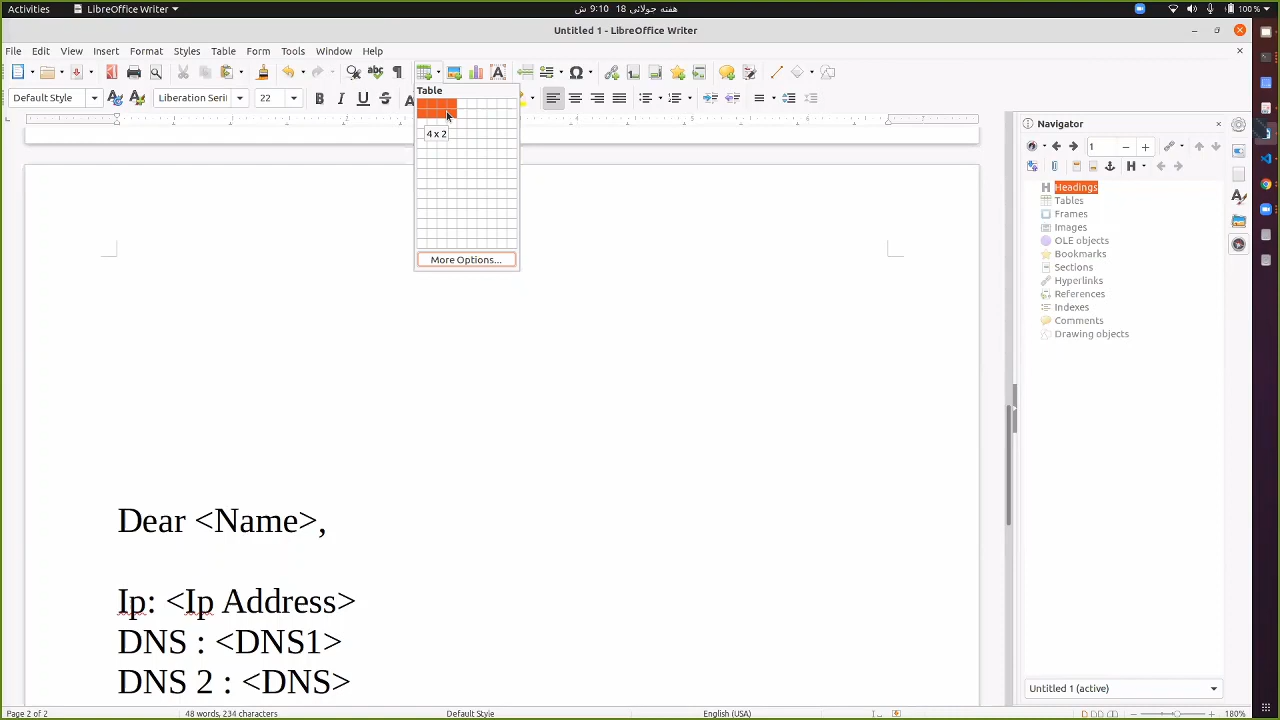 Activities
LibreOffice Writer
هفته جولائی 18  9:10 ش
100 %
Untitled 1 - LibreOffice Writer
File Edit View Insert Format Styles Table Form Tools Window Help
Default Style
Liberation Seri
22
Table
4 x 2
More Options...
Navigator
1
Headings
Tables
Frames
Images
OLE objects
Bookmarks
Sections
Hyperlinks
References
Indexes
Comments
Drawing objects
Dear <Name>,
Ip: <Ip Address>
DNS : <DNS1>
DNS 2 : <DNS>
Untitled 1 (active)
Page 2 of 2
48 words, 234 characters
Default Style
English (USA)
180%